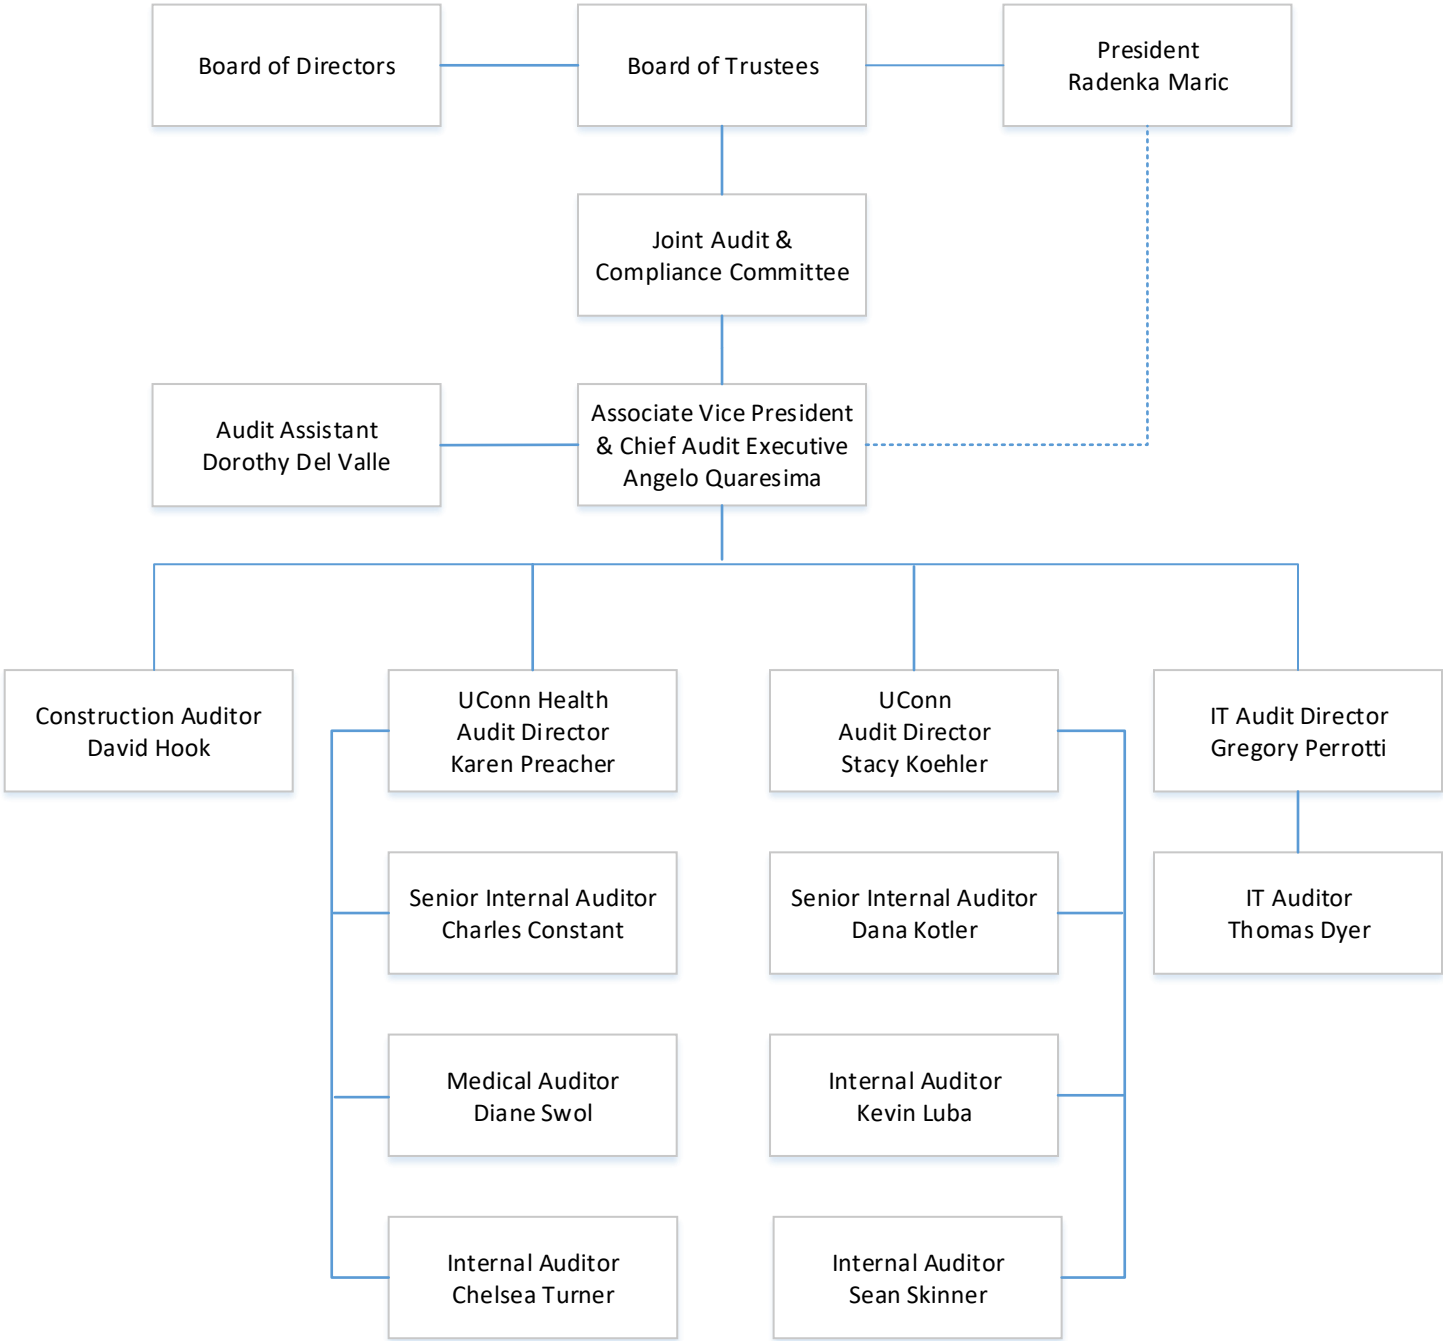 Board of Directors
Board of Trustees
President
Radenka Maric
Joint Audit &
Compliance Committee
Audit Assistant
Dorothy Del Valle
Associate Vice President
& Chief Audit Executive
Angelo Quaresima
Construction Auditor
David Hook
UConn Health
Audit Director
Karen Preacher
UConn
Audit Director
Stacy Koehler
IT Audit Director
Gregory Perrotti
Senior Internal Auditor
Charles Constant
Senior Internal Auditor
Dana Kotler
IT Auditor
Thomas Dyer
Medical Auditor
Diane Swol
Internal Auditor
Kevin Luba
Internal Auditor
Chelsea Turner
Internal Auditor
Sean Skinner